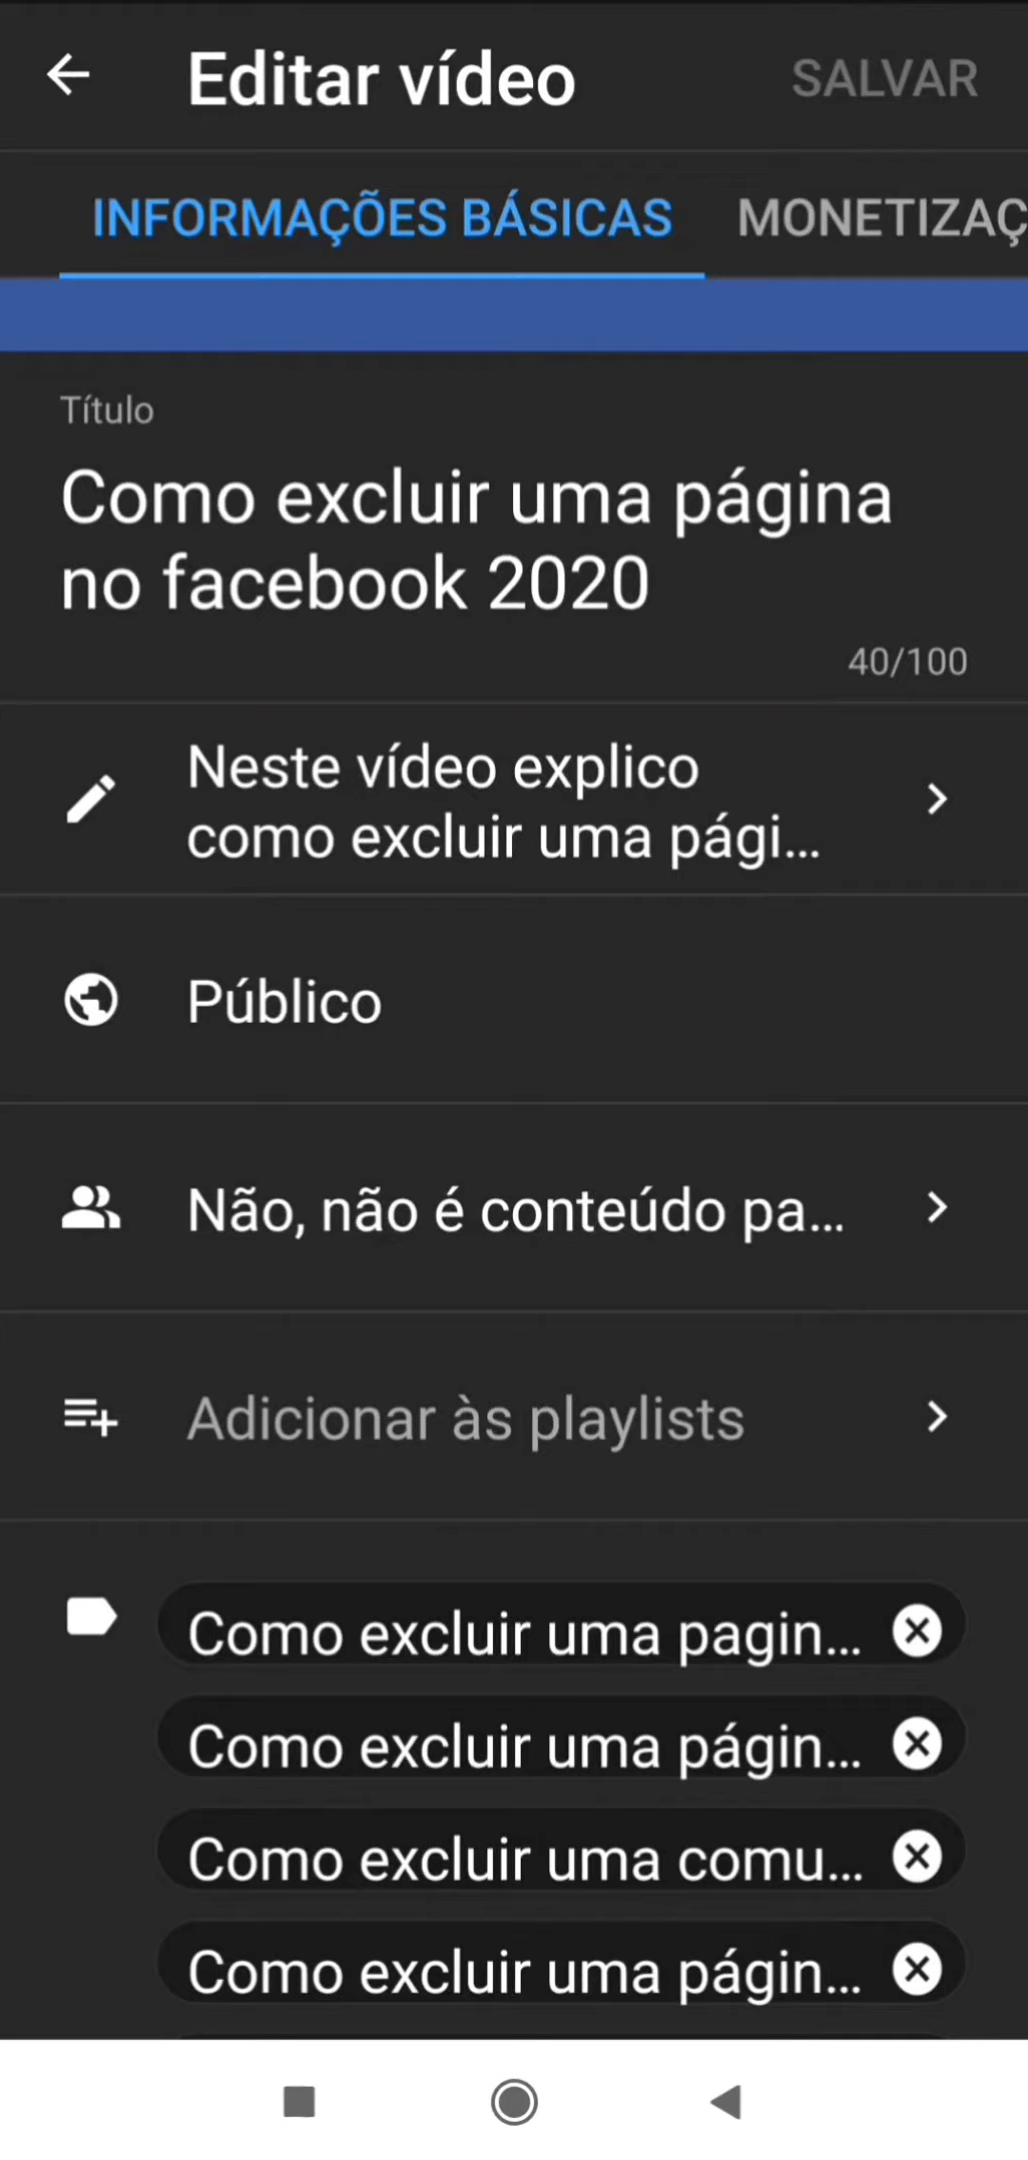 Editar vídeo
SALVAR
INFORMAÇÕES BÁSICAS
MONETIZAÇ
Título
Como excluir uma página
no facebook 2020
40/100
Neste vídeo explico
como excluir uma pági...
Público
Não, não é conteúdo pa...
Adicionar às playlists
Como excluir uma pagin...
Como excluir uma págin...
Como excluir uma comu...
Como excluir uma págin...